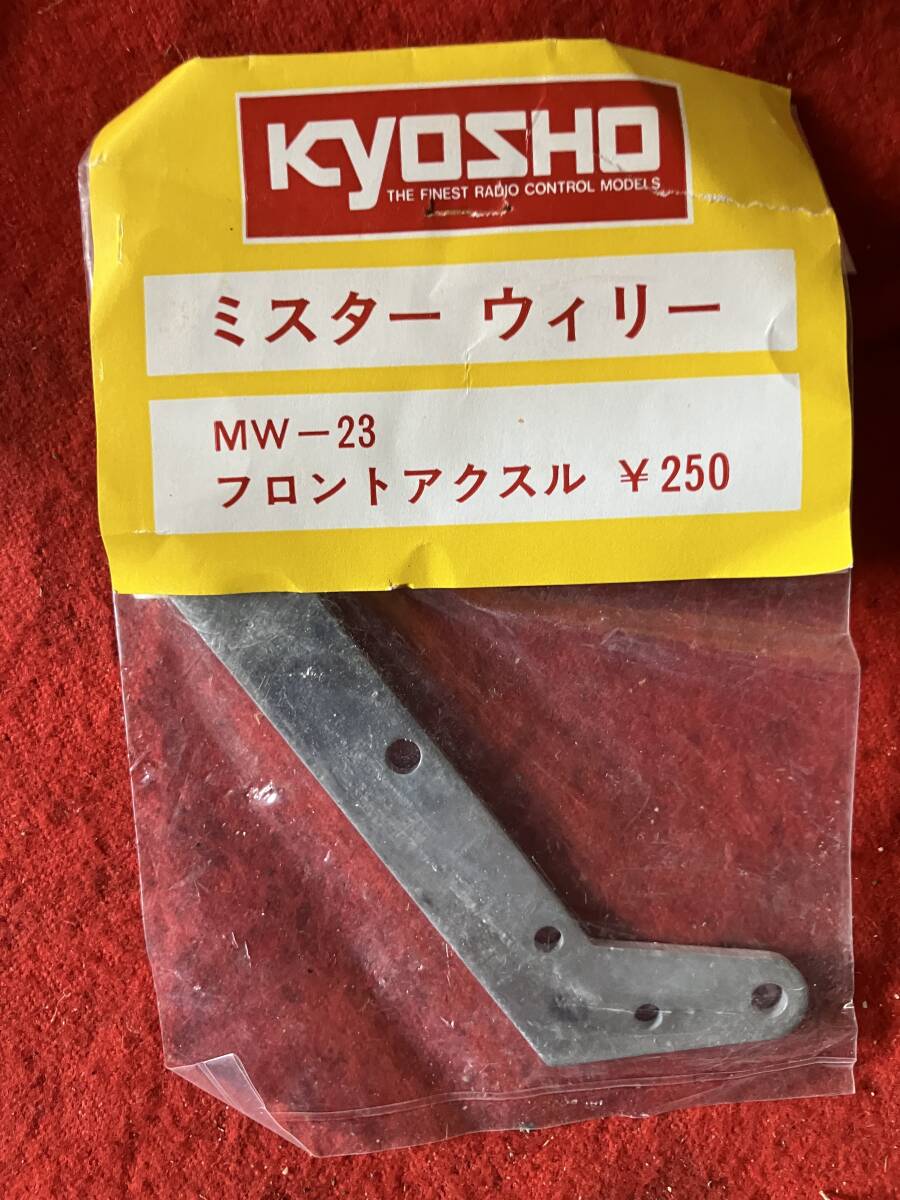 KYOSHO
THE FINEST RADIO CONTROL MODELS
ミスター ウィリー
MW-23
フロントアクスル ¥250